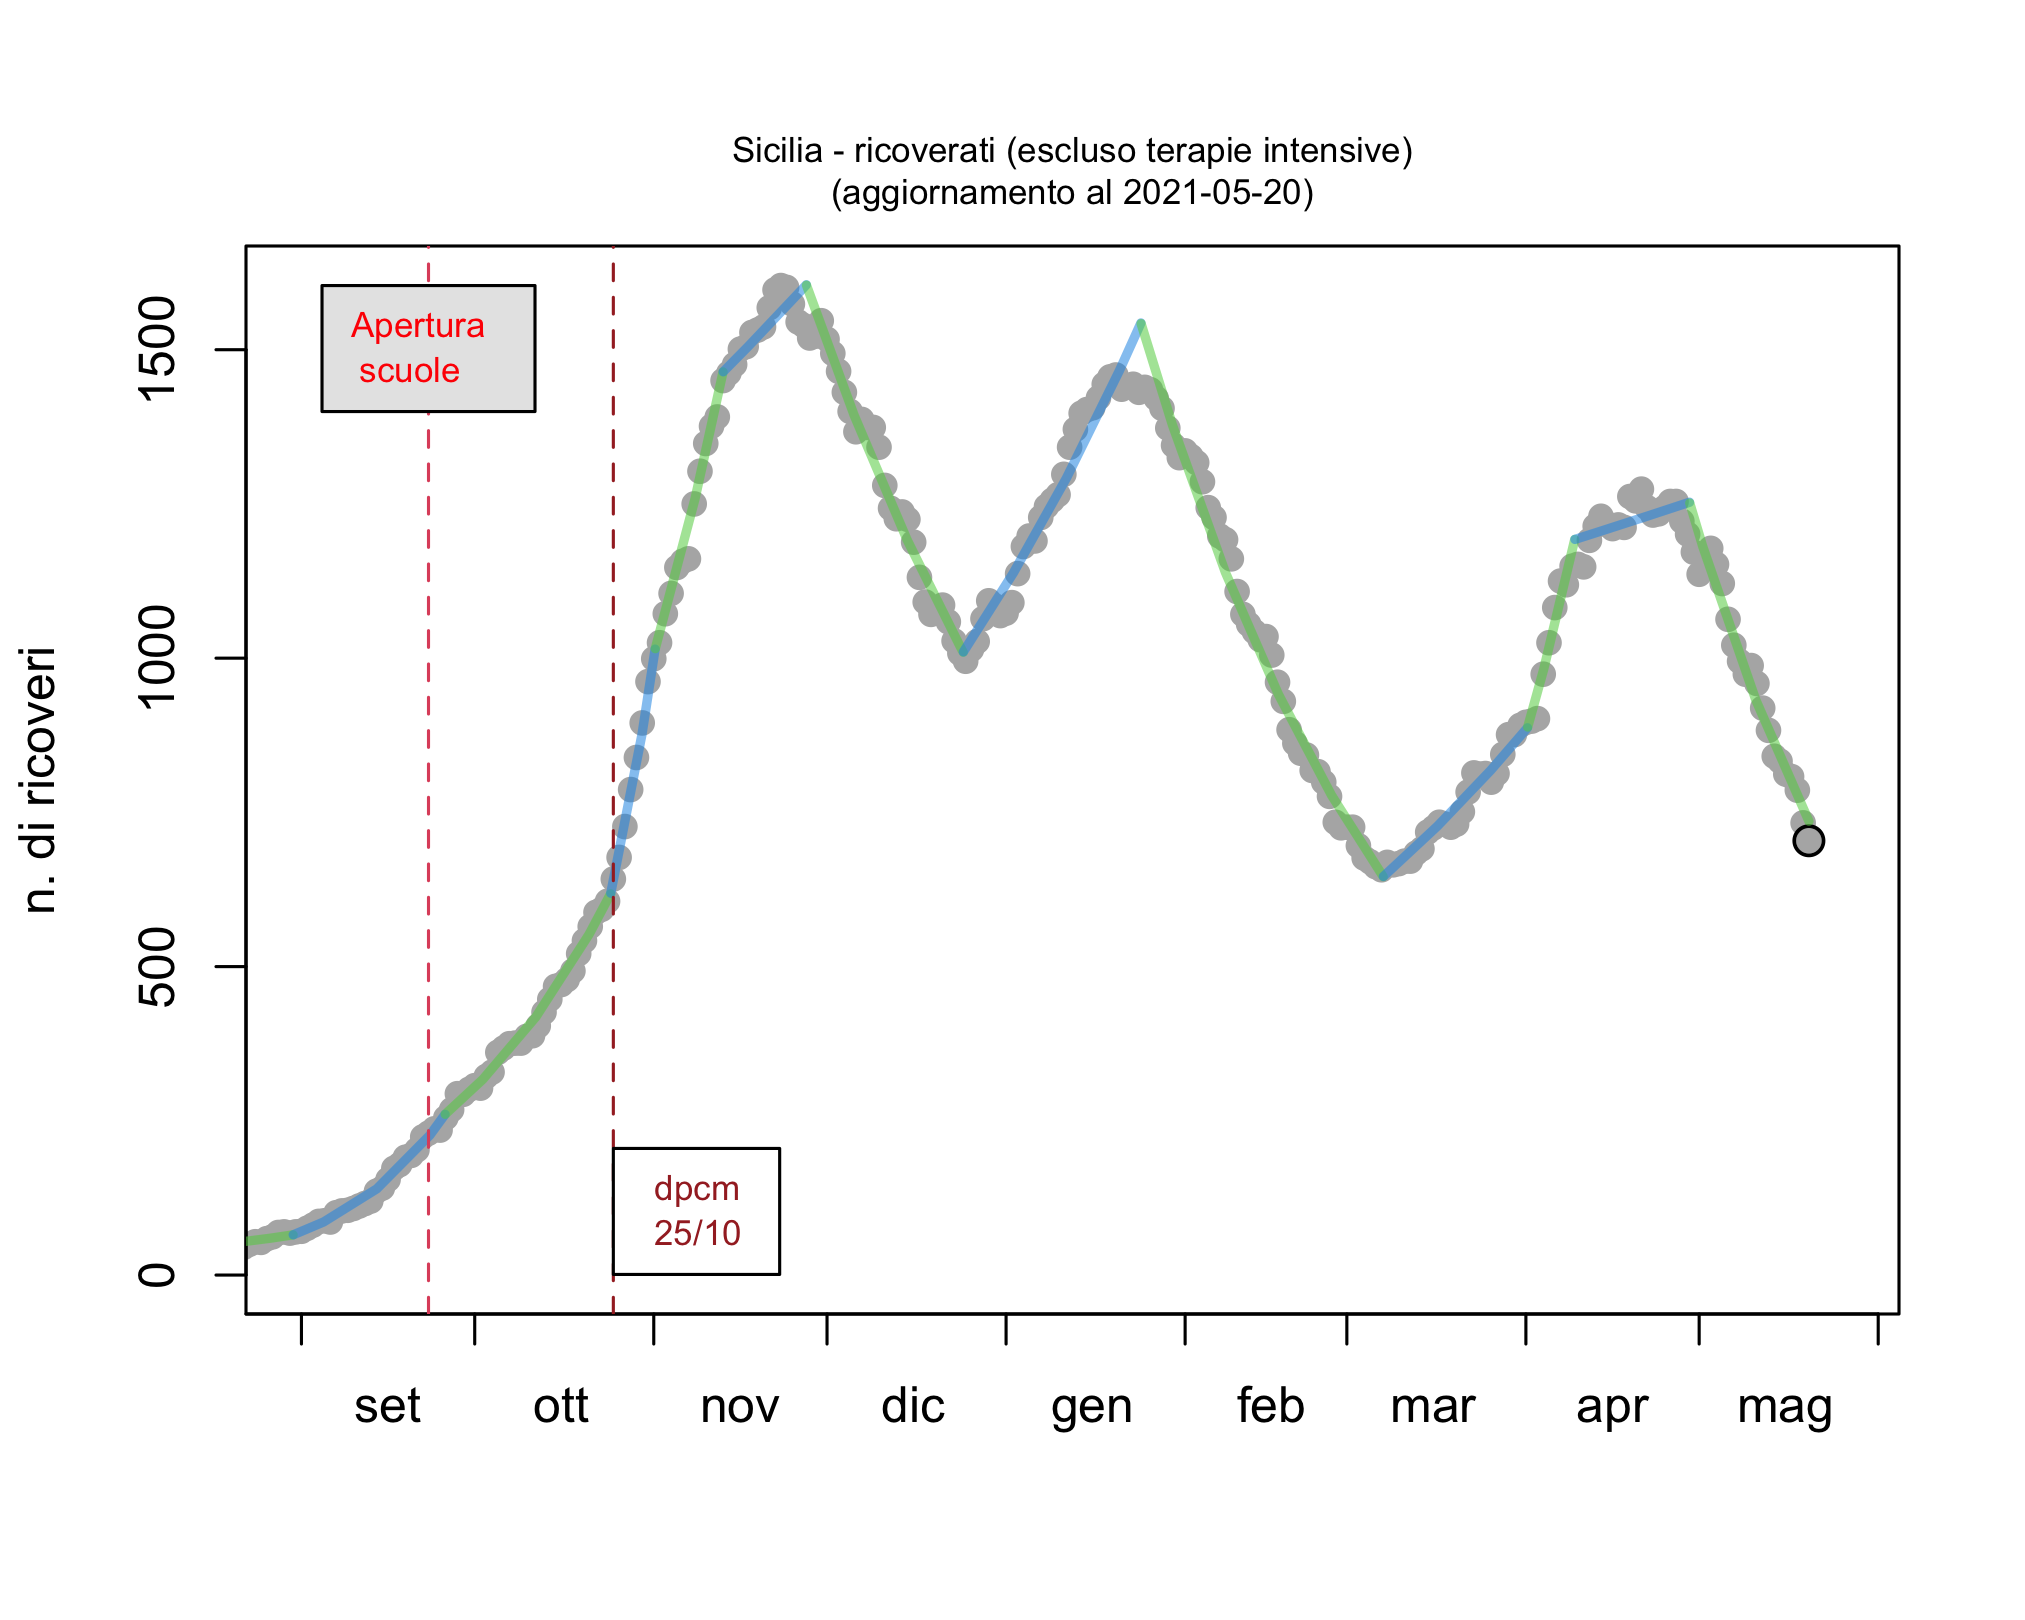 Sicilia - ricoverati (escluso terapie intensive)
(aggiornamento al 2021-05-20)
n. di ricoveri
1500
1000
500
0
Apertura
scuole
dpcm
25/10
set ott nov dic gen feb mar apr mag